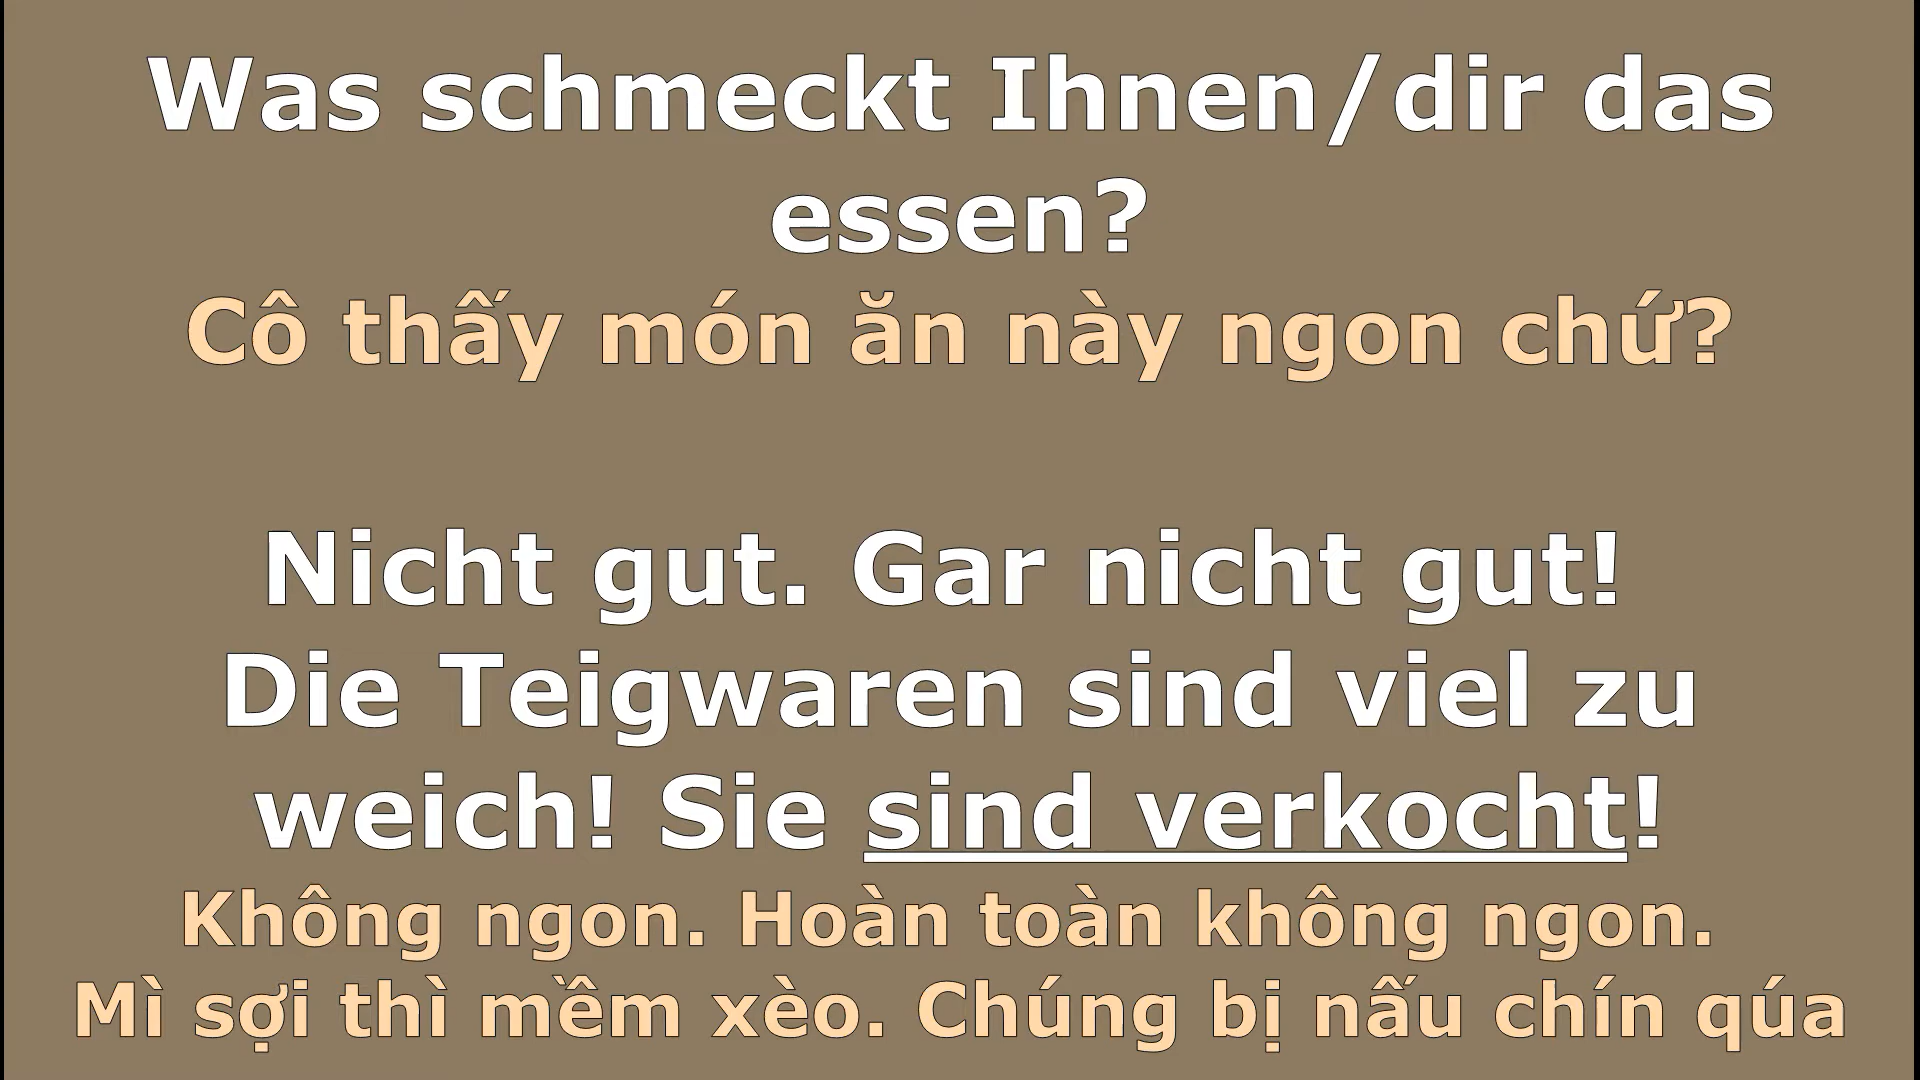 Was schmeckt Ihnen/dir das
essen?
Cô thấy món ăn này ngon chứ?
Nicht gut. Gar nicht gut!
Die Teigwaren sind viel zu
weich! Sie sind verkocht!
Không ngon. Hoàn toàn không ngon.
Mì sợi thì mềm xèo. Chúng bị nấu chín qúa